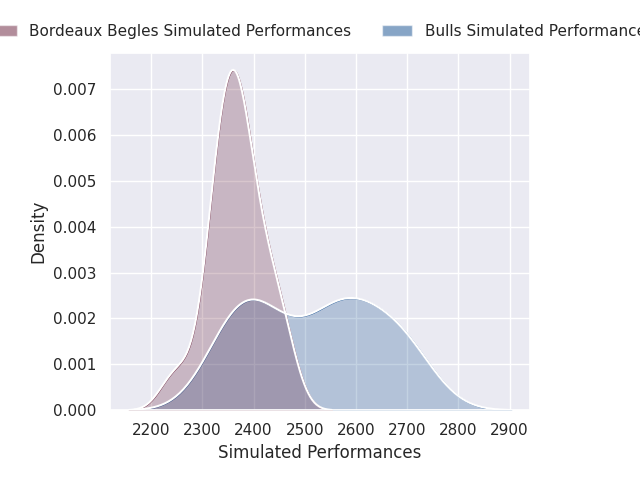 Bordeaux Begles Simulated Performances Bulls Simulated Performance
0.007
0.006
0.005
0.004
0.003
0.002
0.001
0.000
Density
2200 2300 2400 2500 2600 2700 2800 2900
Simulated Performances